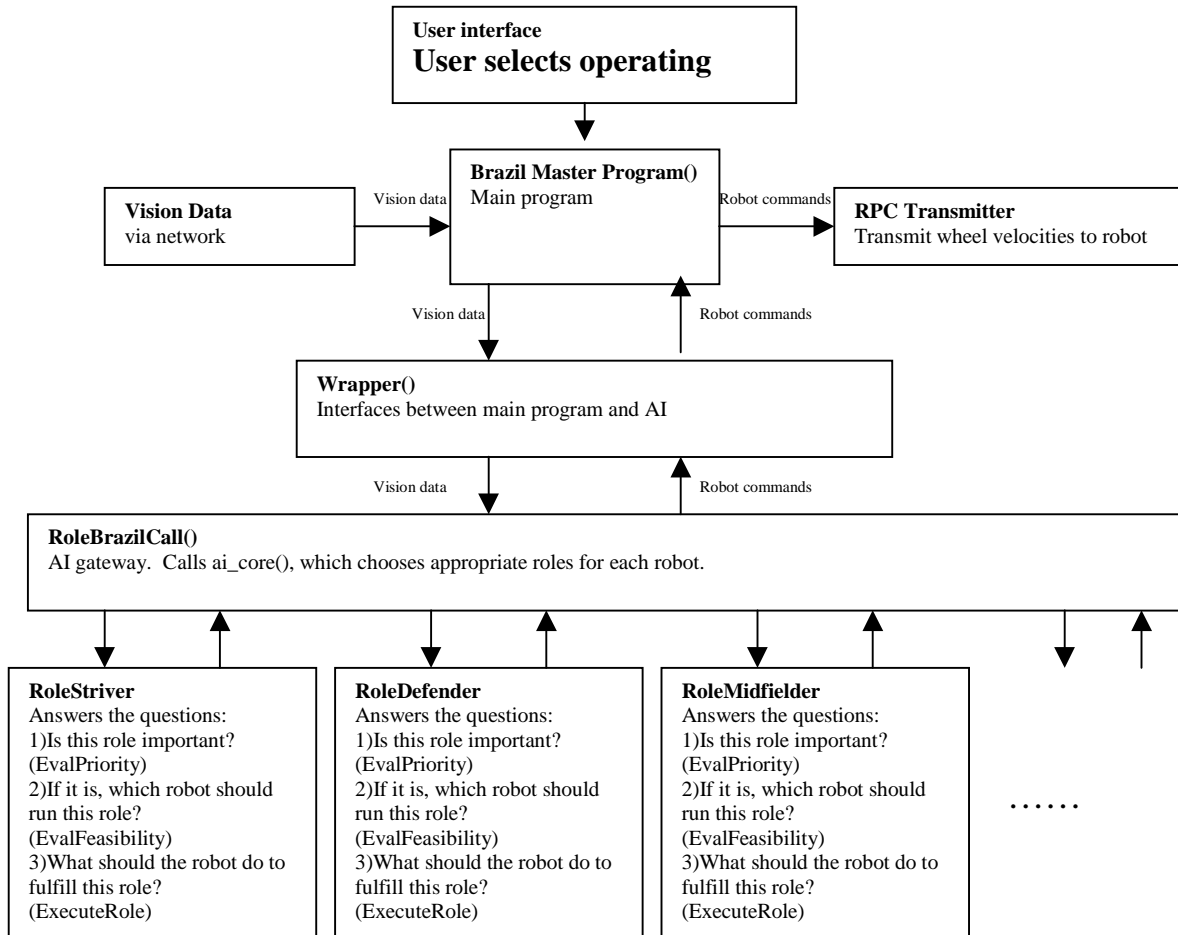 User interface
User selects operating
Brazil Master Program()
Main program
Vision data
Robot commands
Vision Data
via network
RPC Transmitter
Transmit wheel velocities to robot
Vision data
Robot commands
Wrapper()
Interfaces between main program and AI
Vision data
Robot commands
RoleBrazilCall()
AI gateway.  Calls ai_core(), which chooses appropriate roles for each robot.
RoleStriver
Answers the questions:
1)Is this role important?
(EvalPriority)
2)If it is, which robot should
run this role?
(EvalFeasibility)
3)What should the robot do to
fulfill this role?
(ExecuteRole)
RoleDefender
Answers the questions:
1)Is this role important?
(EvalPriority)
2)If it is, which robot should
run this role?
(EvalFeasibility)
3)What should the robot do to
fulfill this role?
(ExecuteRole)
RoleMidfielder
Answers the questions:
1)Is this role important?
(EvalPriority)
2)If it is, which robot should
run this role?
(EvalFeasibility)
3)What should the robot do to
fulfill this role?
(ExecuteRole)
……